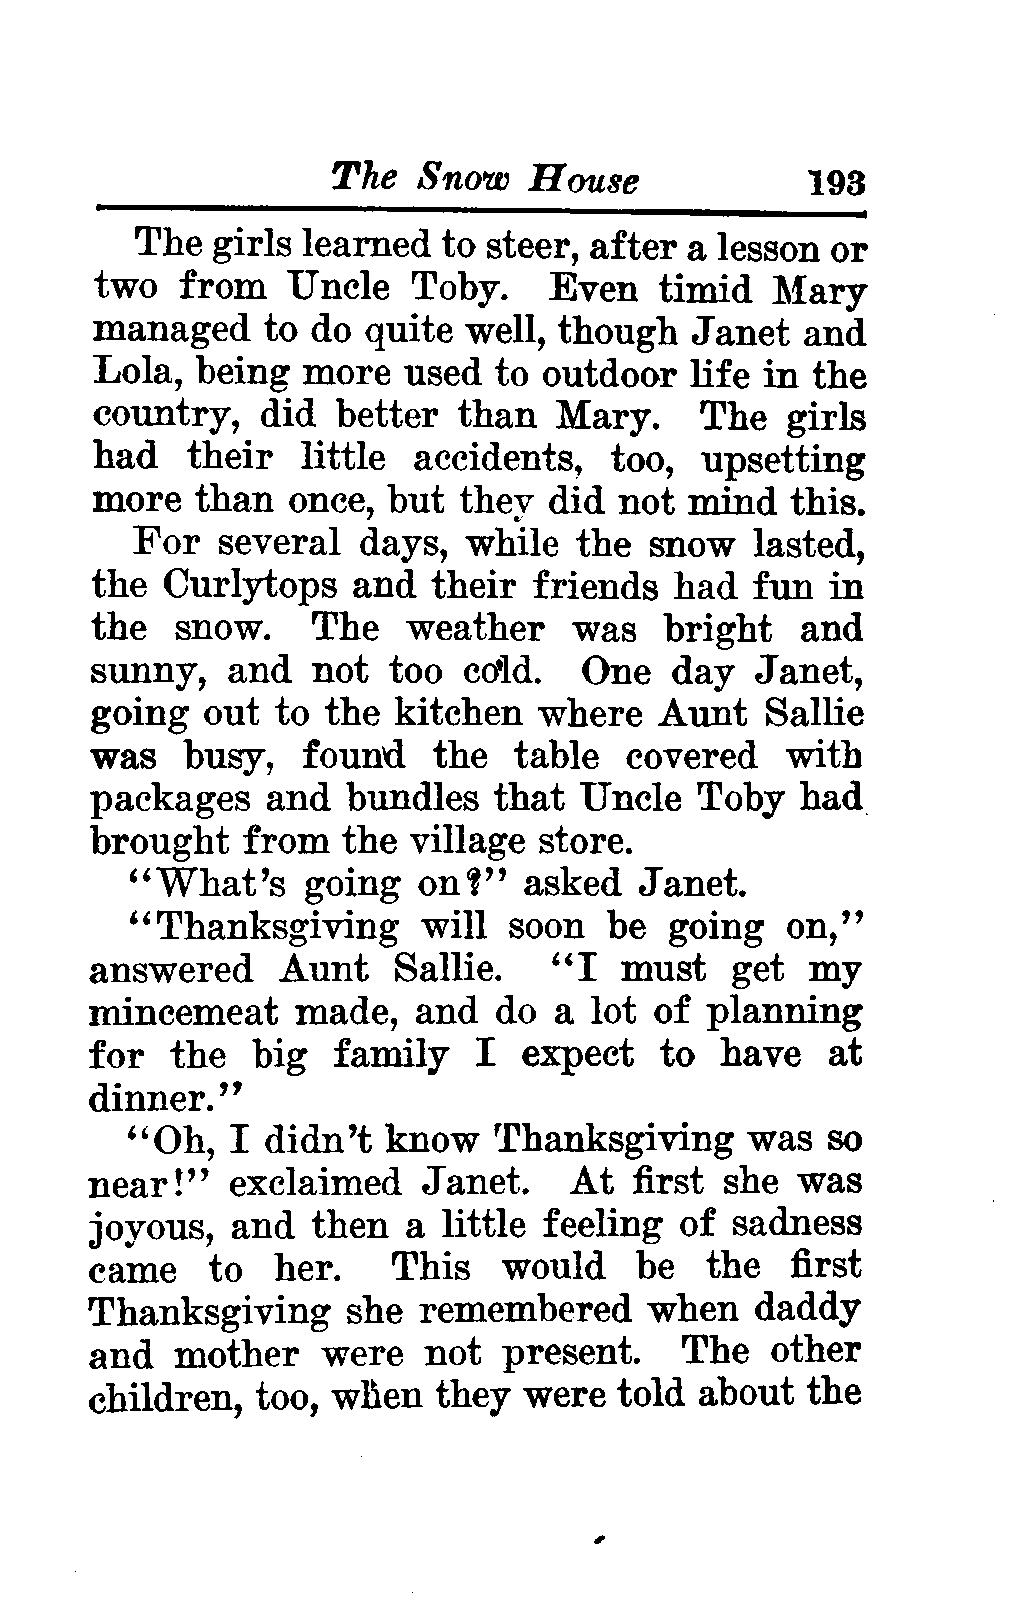 The Snow House 193
The girls learned to steer, after a lesson or
two from Uncle Toby. Even timid Mary
managed to do quite well, though Janet and
Lola, being more used to outdoor life in the
country, did better than Mary. The girls
had their little accidents, too, upsetting
more than once, but they did not mind this.
For several days, while the snow lasted,
the Curlytops and their friends had fun in
the snow. The weather was bright and
sunny, and not too cold. One day Janet,
going out to the kitchen where Aunt Sallie
was busy, found the table covered with
packages and bundles that Uncle Toby had
brought from the village store.
“What’s going on?” asked Janet.
“Thanksgiving will soon be going on,”
answered Aunt Sallie. “I must get my
mincemeat made, and do a lot of planning
for the big family I expect to have at
dinner.”
“Oh, I didn’t know Thanksgiving was so
near!” exclaimed Janet. At first she was
joyous, and then a little feeling of sadness
came to her. This would be the first
Thanksgiving she remembered when daddy
and mother were not present. The other
children, too, when they were told about the